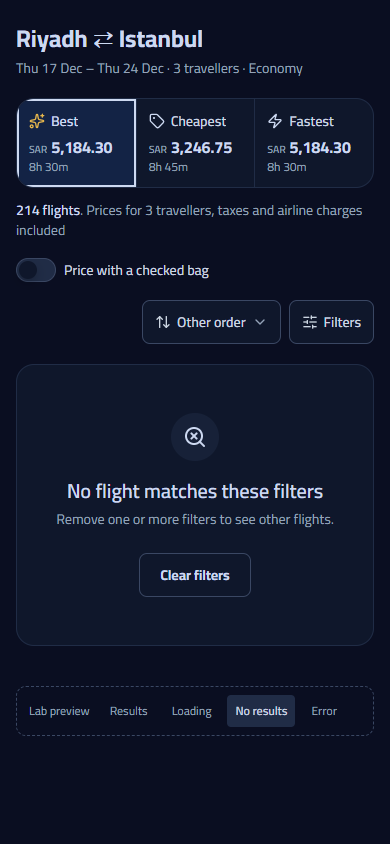 Riyadh ⇄ Istanbul
Thu 17 Dec – Thu 24 Dec · 3 travellers · Economy
Best
SAR 5,184.30
8h 30m
Cheapest
SAR 3,246.75
8h 45m
Fastest
SAR 5,184.30
8h 30m
214 flights. Prices for 3 travellers, taxes and airline charges
included
Price with a checked bag
Other order
Filters
No flight matches these filters
Remove one or more filters to see other flights.
Clear filters
Lab preview Results Loading No results Error